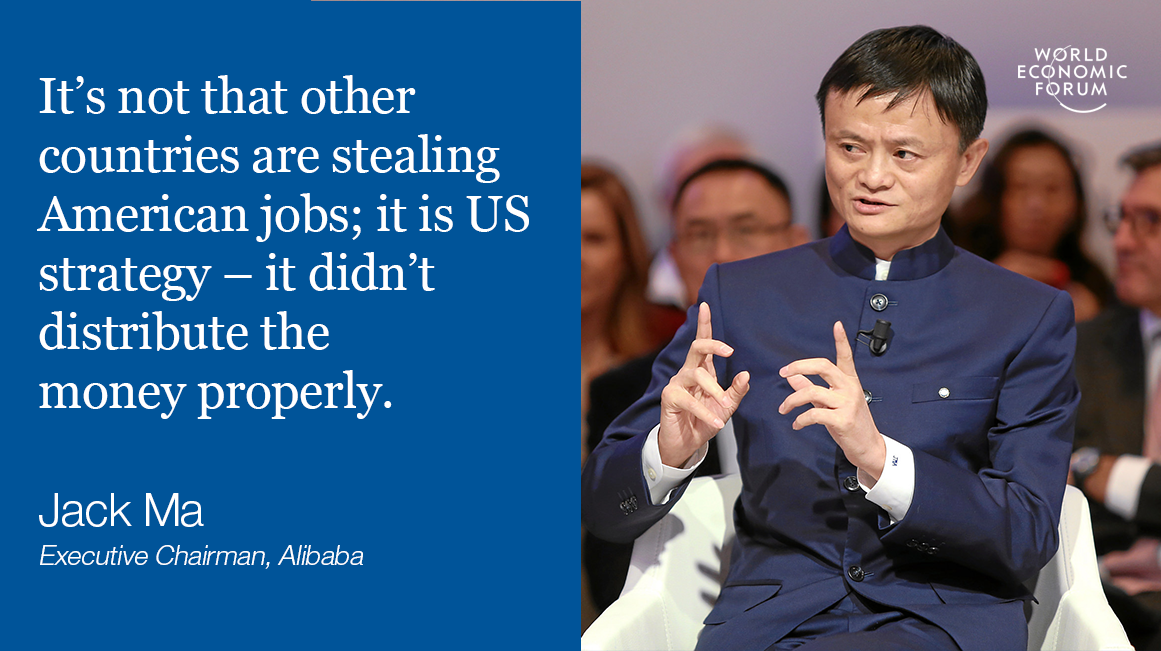 It’s not that other
countries are stealing
American jobs; it is US
strategy – it didn’t
distribute the
money properly.
Jack Ma
Executive Chairman, Alibaba
WORLD
ECONOMIC
FORUM